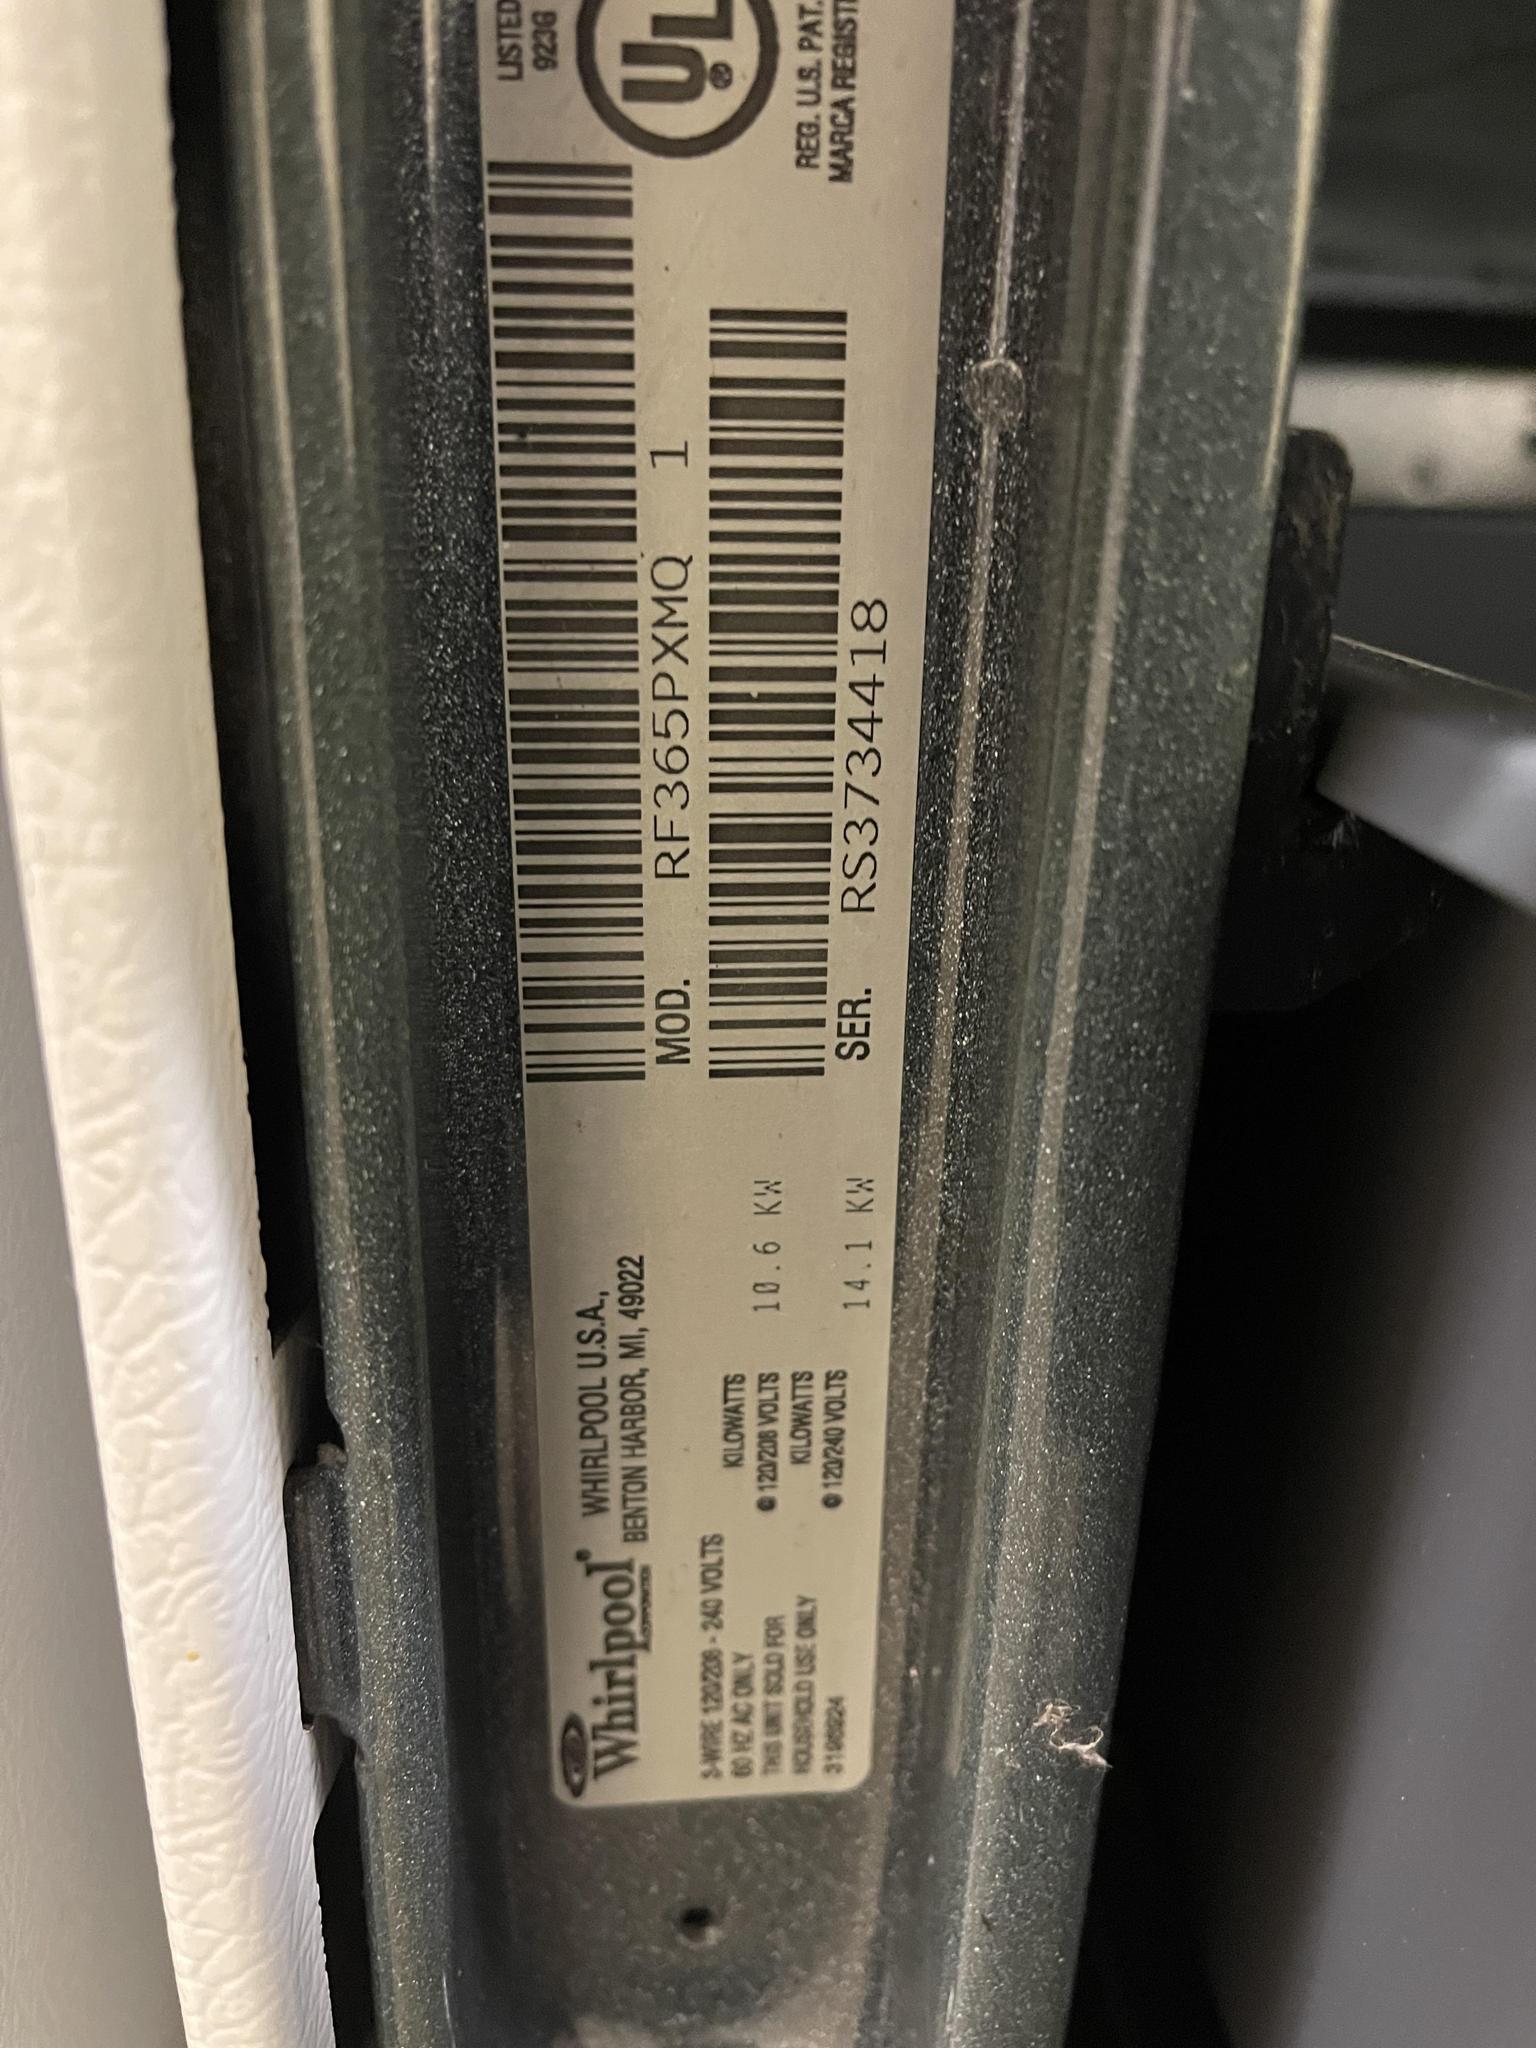 Whirlpool®
CORPORATION
WHIRLPOOL U.S.A.,
BENTON HARBOR, MI, 49022
3-WIRE 120/208 - 240 VOLTS
60 HZ AC ONLY
THIS UNIT SOLD FOR
HOUSEHOLD USE ONLY
KILOWATTS
@ 120/208 VOLTS 10.6 KW
KILOWATTS
@ 120/240 VOLTS 14.1 KW
MOD. RF365PXMQ 1
SER. RS3734418
LISTED
923G
UL®
REG. U.S. PAT.
MARCA